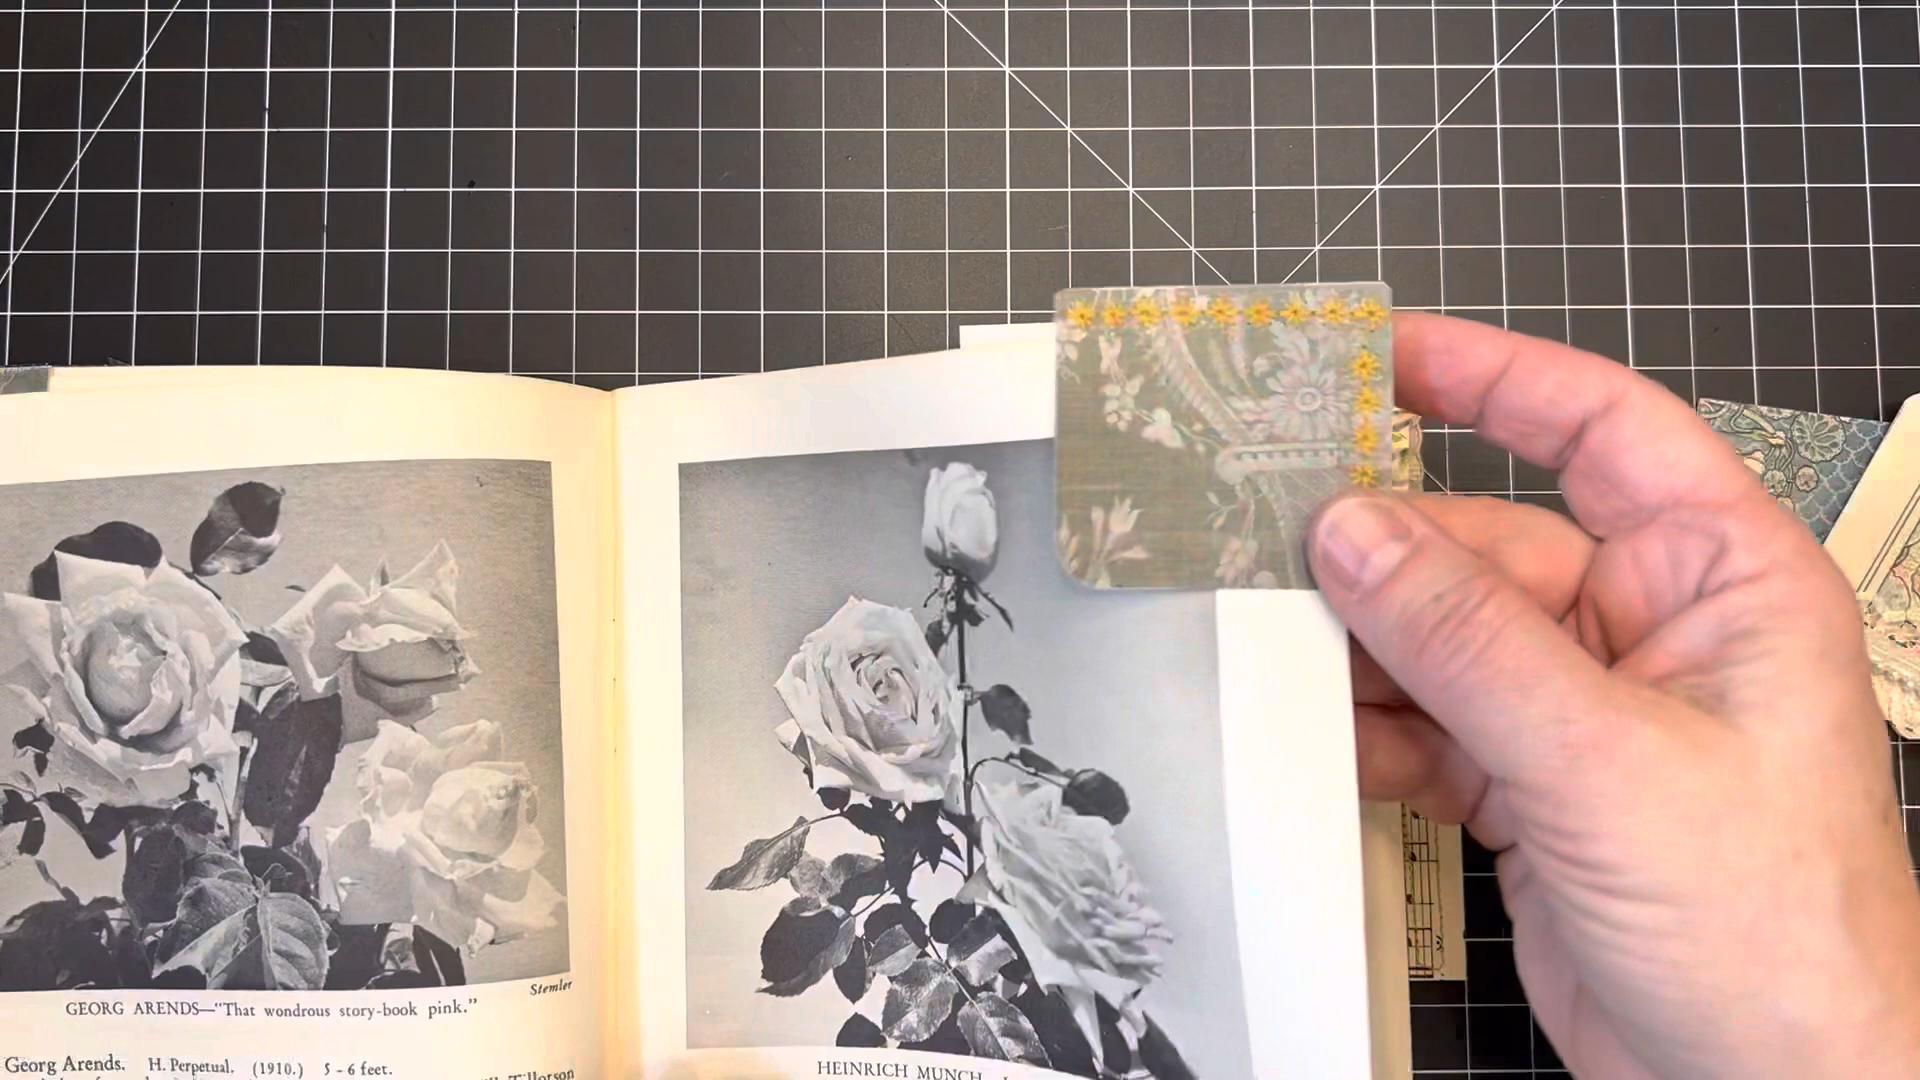 Stemler
GEORG ARENDS—"That wondrous story-book pink."
Georg Arends. H. Perpetual. (1910.) 5 - 6 feet.
HEINRICH MUNCH